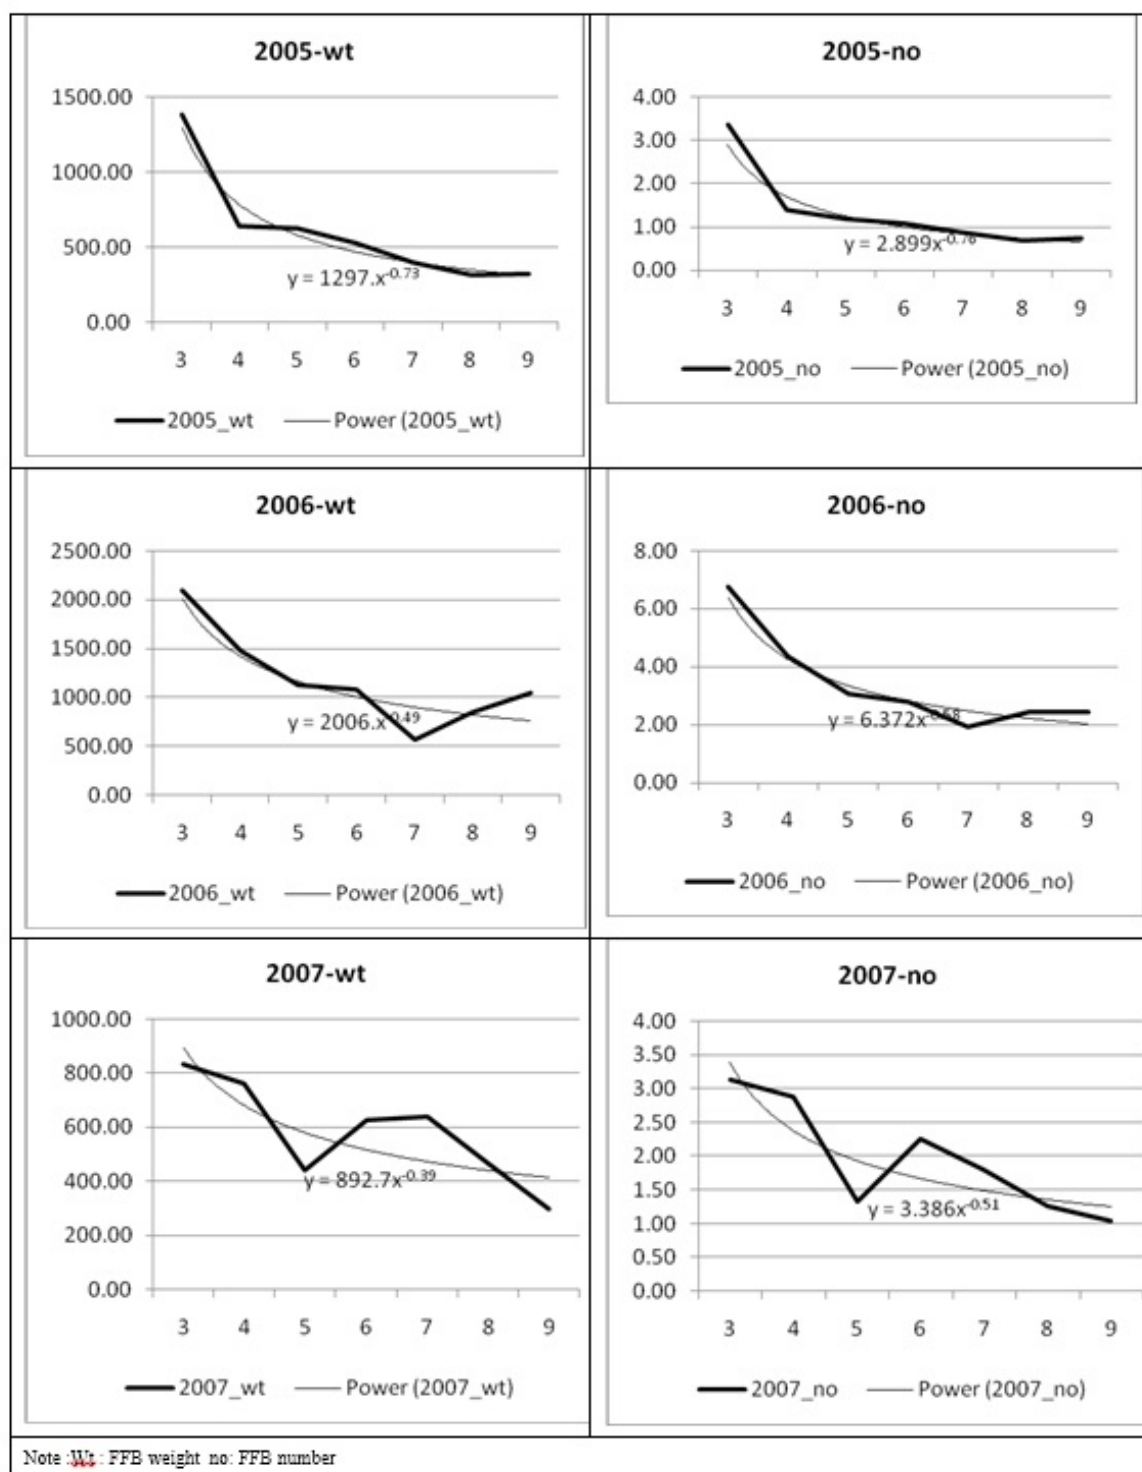 2005-wt
1500.00
1000.00
500.00
0.00
y = 1297.x-0.73
3 4 5 6 7 8 9
2005_wt Power (2005_wt)
2005-no
4.00
3.00
2.00
1.00
0.00
y = 2.899x-0.76
3 4 5 6 7 8 9
2005_no Power (2005_no)
2006-wt
2500.00
2000.00
1500.00
1000.00
500.00
0.00
y = 2006.x-0.49
3 4 5 6 7 8 9
2006_wt Power (2006_wt)
2006-no
8.00
6.00
4.00
2.00
0.00
y = 6.372x-0.58
3 4 5 6 7 8 9
2006_no Power (2006_no)
2007-wt
1000.00
800.00
600.00
400.00
200.00
0.00
y = 892.7x-0.39
3 4 5 6 7 8 9
2007_wt Power (2007_wt)
2007-no
4.00
3.50
3.00
2.50
2.00
1.50
1.00
0.50
0.00
y = 3.386x-0.51
3 4 5 6 7 8 9
2007_no Power (2007_no)
Note :Wt : FFB weight no: FFB number